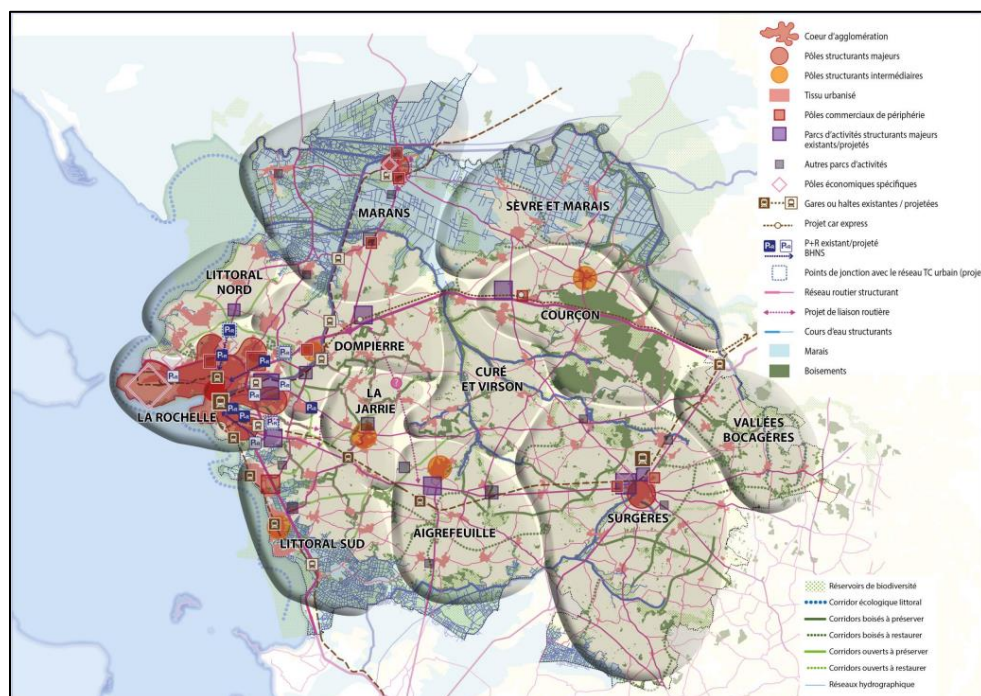 Coeur d'agglomération
Pôles structurants majeurs
Pôles structurants intermédiaires
Tissu urbanisé
Pôles commerciaux de périphérie
Parcs d'activités structurants majeurs
existants/projetés
Autres parcs d'activités
Pôles économiques spécifiques
Gares ou haltes existantes / projetées
Projet car express
P+R existant/projeté
BHNS
Points de jonction avec le réseau TC urbain (proje
Réseau routier structurant
Projet de liaison routière
Cours d'eau structurants
Marais
Boisements
MARANS
SÈVRE ET MARAIS
LITTORAL
NORD
COURÇON
DOMPIERRE
CURÉ
ET VIRSON
LA
JARRIE
LA ROCHELLE
VALLÉES
BOCAGÈRES
SURGÈRES
AIGREFEUILLE
LITTORAL SUD
Réservoirs de biodiversité
Corridor écologique littoral
Corridors boisés à préserver
Corridors boisés à restaurer
Corridors ouverts à préserver
Corridors ouverts à restaurer
Réseaux hydrographique